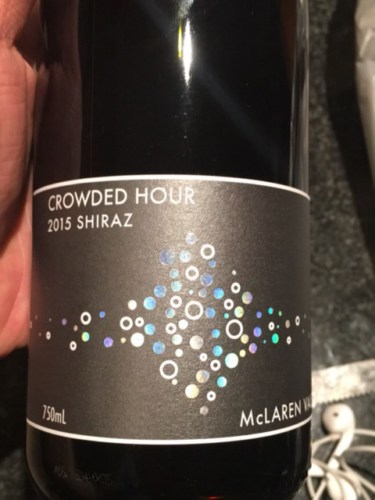 CROWDED HOUR
2015 SHIRAZ
750mL
McLAREN VA